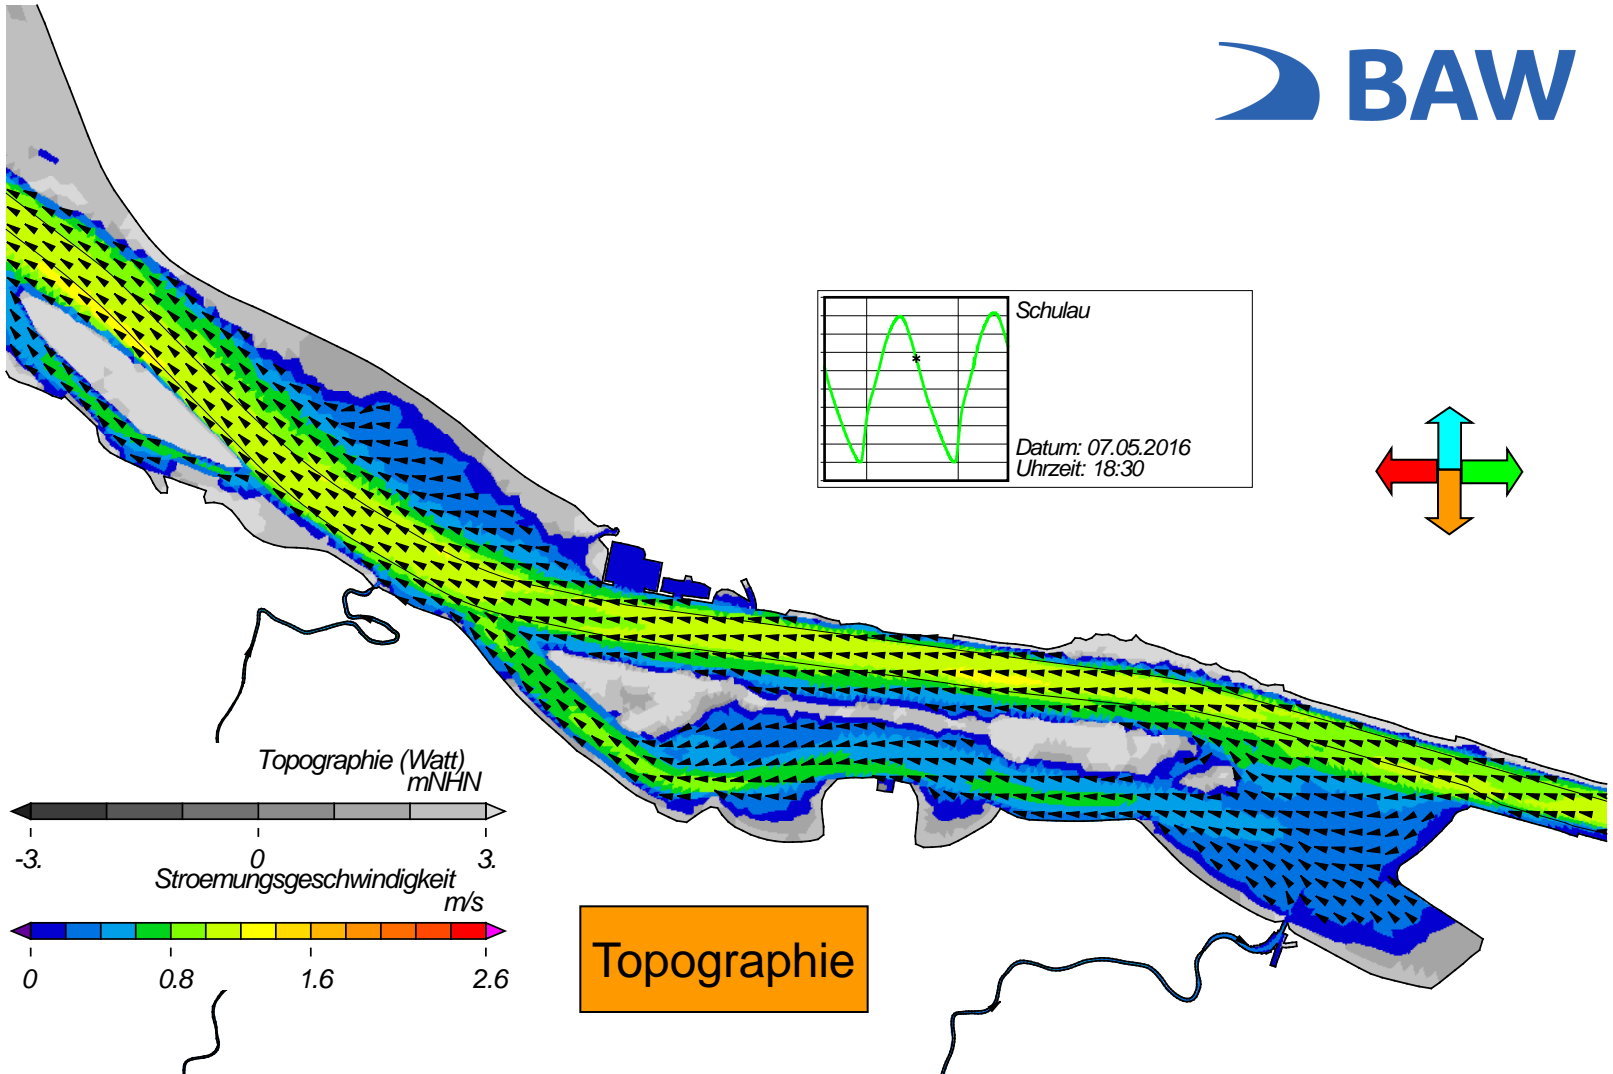 BAW
Schulau
Datum: 07.05.2016
Uhrzeit: 18:30
Topographie (Watt)
mNHN
-3. 0 3.
Stroemungsgeschwindigkeit
m/s
0 0.8 1.6 2.6
Topographie